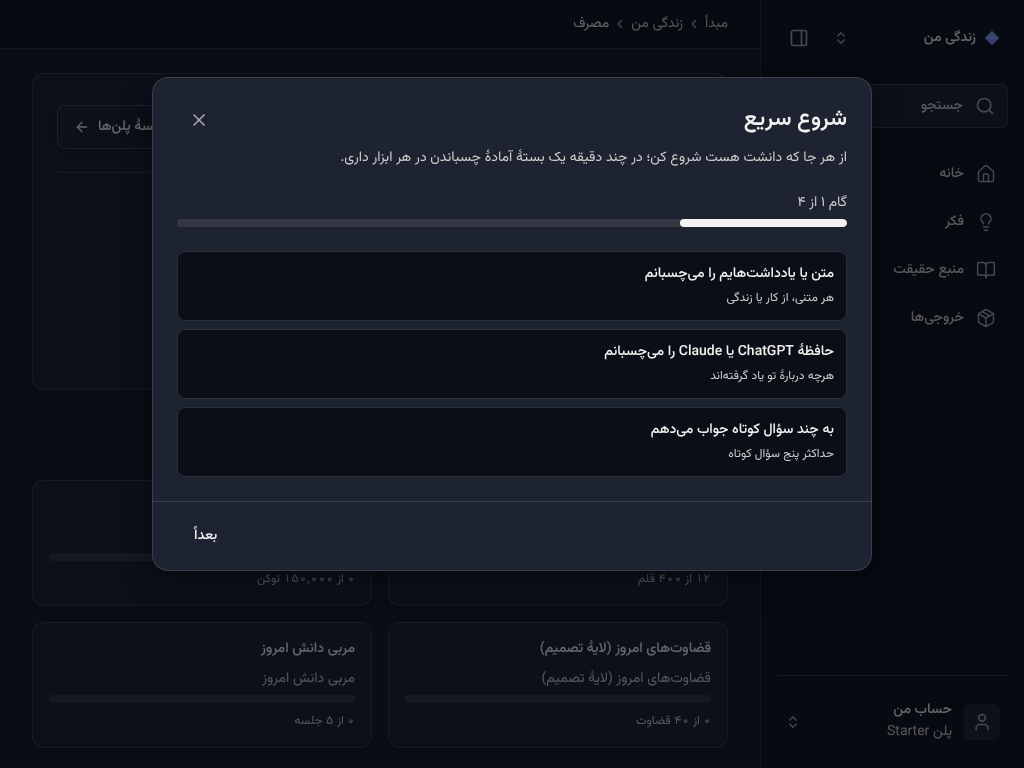 زندگی من
جستجو
خانه
فکر
منبع حقیقت
خروجی‌ها
حساب من
پلن Starter
مبدأ
زندگی من
مصرف
سهٔ پلن‌ها
شروع سریع
از هر جا که دانشت هست شروع کن؛ در چند دقیقه یک بستهٔ آمادهٔ چسباندن در هر ابزار داری.
گام ۱ از ۴
متن یا یادداشت‌هایم را می‌چسبانم
هر متنی، از کار یا زندگی
حافظهٔ ChatGPT یا Claude را می‌چسبانم
هرچه دربارهٔ تو یاد گرفته‌اند
به چند سؤال کوتاه جواب می‌دهم
حداکثر پنج سؤال کوتاه
بعداً
۱۲ از ۴۰۰ قلم
۰ از ۱۵۰,۰۰۰ توکن
قضاوت‌های امروز (لایهٔ تصمیم)
قضاوت‌های امروز (لایهٔ تصمیم)
۰ از ۴۰ قضاوت
مربی دانش امروز
مربی دانش امروز
۰ از ۵ جلسه